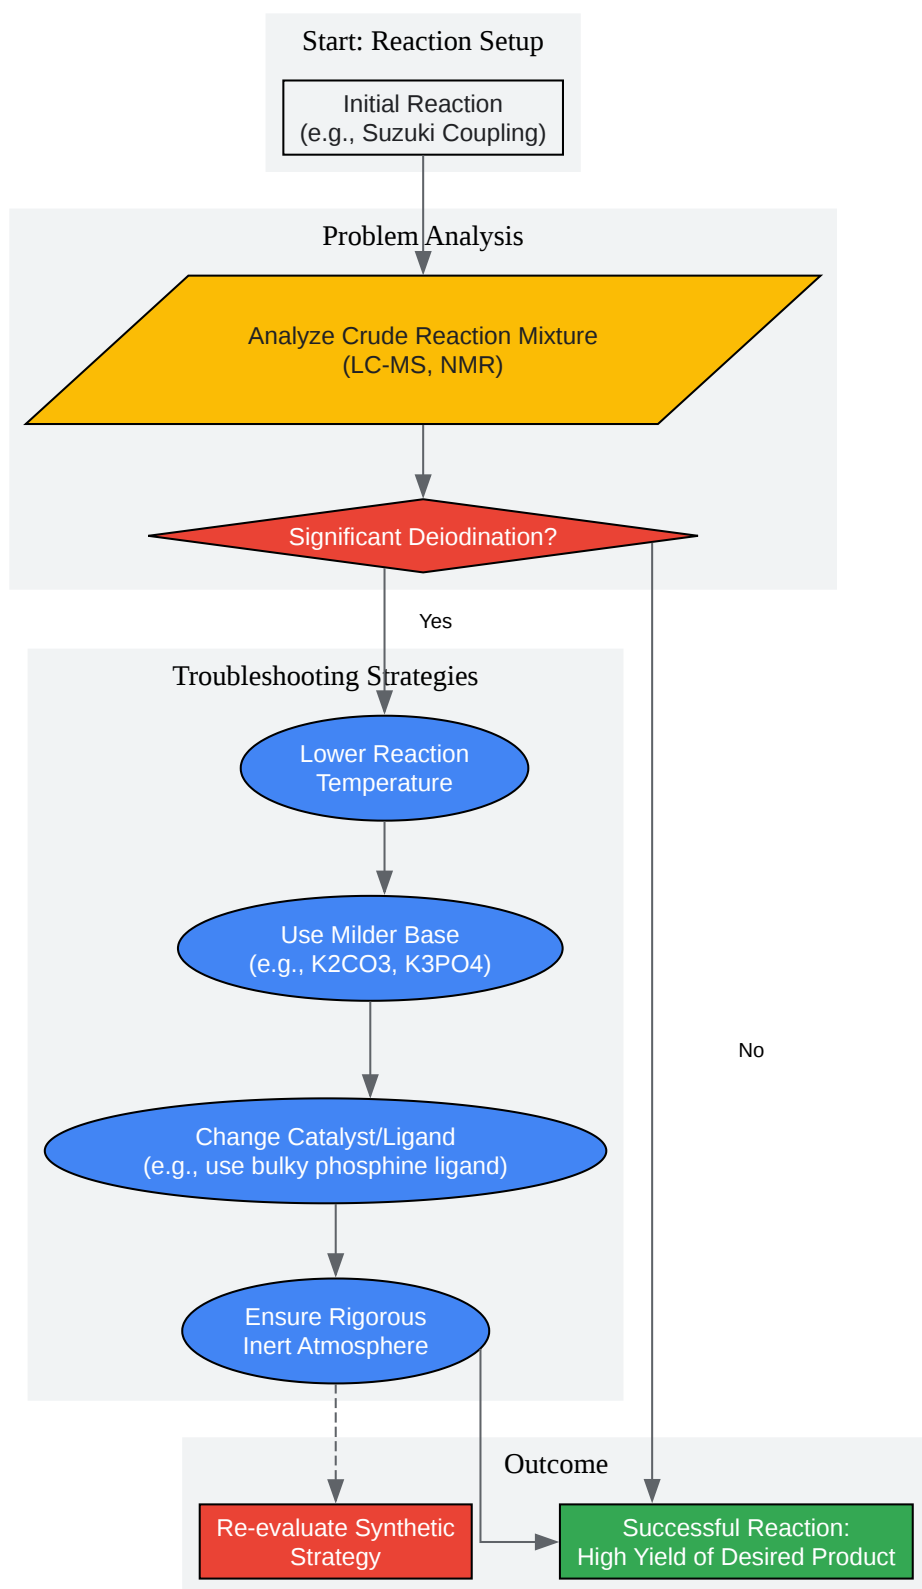 Start: Reaction Setup
Initial Reaction
(e.g., Suzuki Coupling)
Problem Analysis
Analyze Crude Reaction Mixture
(LC-MS, NMR)
Significant Deiodination?
Yes
Troubleshooting Strategies
Lower Reaction
Temperature
Use Milder Base
(e.g., K2CO3, K3PO4)
No
Change Catalyst/Ligand
(e.g., use bulky phosphine ligand)
Ensure Rigorous
Inert Atmosphere
Outcome
Re-evaluate Synthetic
Strategy
Successful Reaction:
High Yield of Desired Product